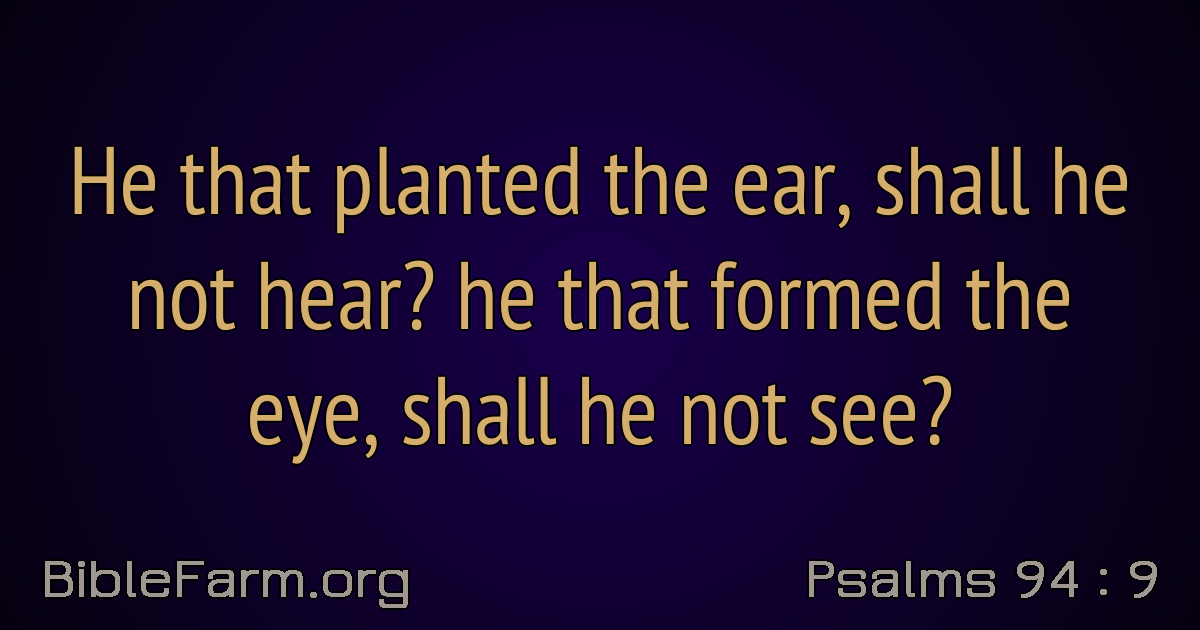 He that planted the ear, shall he
not hear? he that formed the
eye, shall he not see?
BibleFarm.org
Psalms 94 : 9